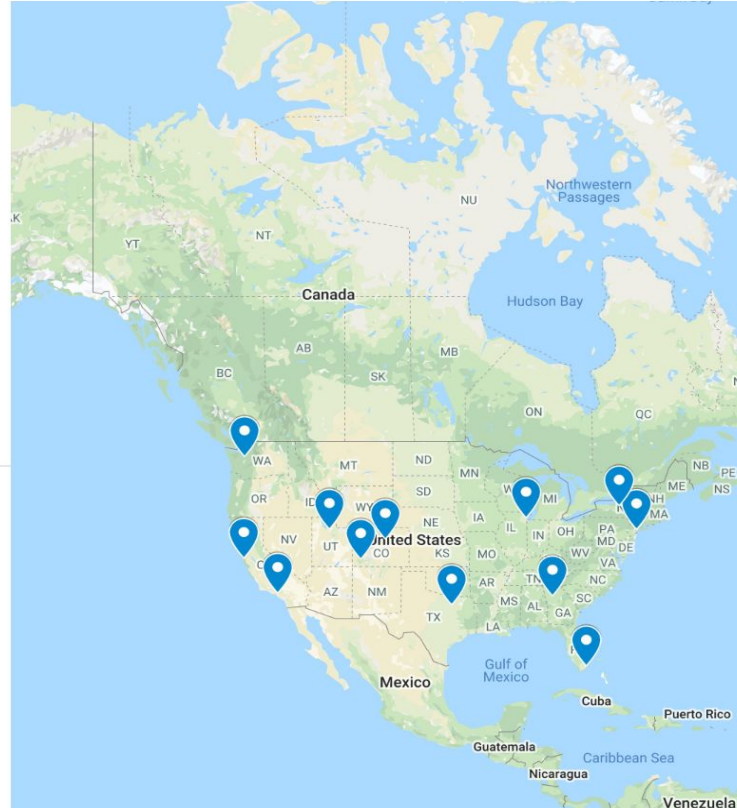 Northwestern
Passages
NU
AK
YT
NT
Canada
Hudson Bay
AB
MB
BC
SK
ON
QC
WA
MT
ND
MN
NB
PE
ME
NS
OR
ID
WY
SD
MI
NH
MA
NV
UT
NE
IA
IL
IN
OH
PA
MD
DE
United States
CO
KS
MO
WV
VA
AZ
NM
AR
TN
NC
SC
MS
AL
GA
TX
LA
Gulf of
Mexico
Mexico
Cuba
Puerto Rico
Guatemala
Caribbean Sea
Nicaragua
Venezuela